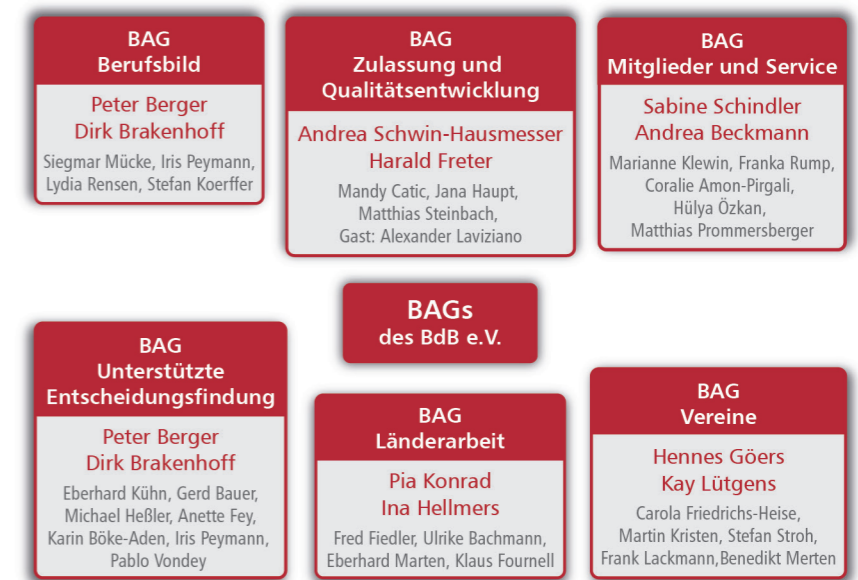 BAG
Berufsbild
Peter Berger
Dirk Brakenhoff
Siegmar Mücke, Iris Peymann,
Lydia Rensen, Stefan Koerffer
BAG
Zulassung und
Qualitätsentwicklung
Andrea Schwin-Hausmesser
Harald Freter
Mandy Catic, Jana Haupt,
Matthias Steinbach,
Gast: Alexander Laviziano
BAG
Mitglieder und Service
Sabine Schindler
Andrea Beckmann
Marianne Klewin, Franka Rump,
Coralie Amon-Pirgali,
Hülya Özkan,
Matthias Prommersberger
BAGs
des BdB e.V.
BAG
Unterstützte
Entscheidungsfindung
Peter Berger
Dirk Brakenhoff
Eberhard Kühn, Gerd Bauer,
Michael Heßler, Anette Fey,
Karin Böke-Aden, Iris Peymann,
Pablo Vondey
BAG
Länderarbeit
Pia Konrad
Ina Hellmers
Fred Fiedler, Ulrike Bachmann,
Eberhard Marten, Klaus Fournell
BAG
Vereine
Hennes Göers
Kay Lütgens
Carola Friedrichs-Heise,
Martin Kristen, Stefan Stroh,
Frank Lackmann,Benedikt Merten